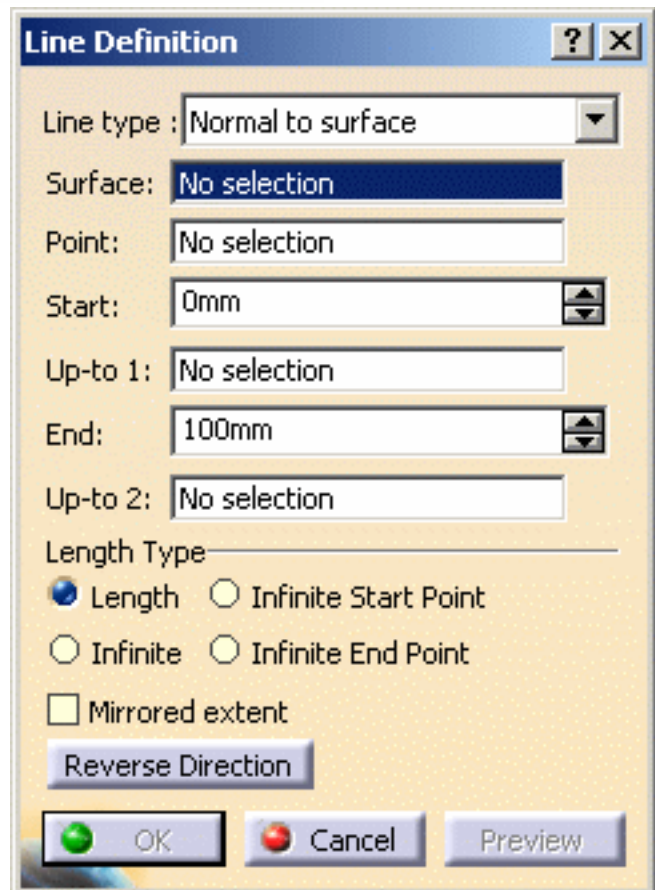 Line Definition ? X
Line type : Normal to surface
Surface: No selection
Point: No selection
Start: 0mm
Up-to 1: No selection
End: 100mm
Up-to 2: No selection
Length Type
Length Infinite Start Point
Infinite Infinite End Point
Mirrored extent
Reverse Direction
OK Cancel Preview